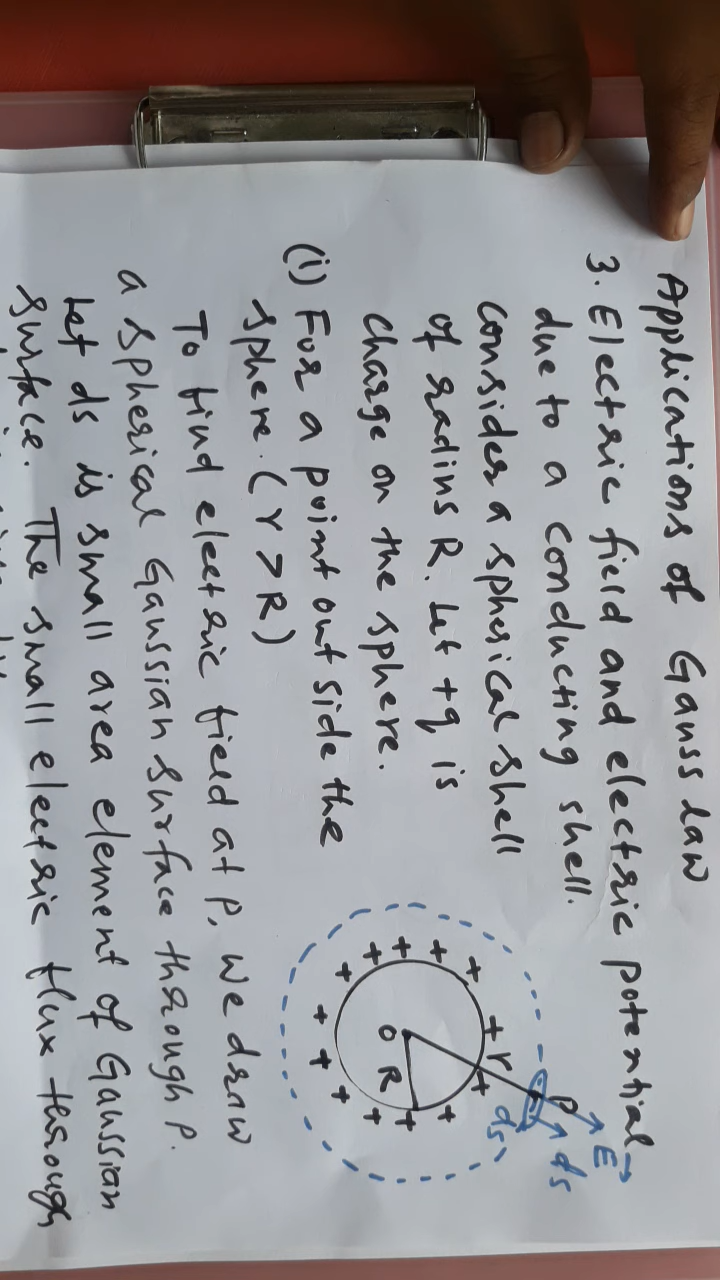 Applications of Gauss law
3. Electric field and electric potential
due to a conducting shell.
consider a spherical shell
of radius R. Let +q is
charge on the sphere.
(i) For a point out side the
sphere. (r > R)
To find electric field at P, we draw
a spherical Gaussian surface through P.
Let ds is small area element of Gaussian
surface. The small electric flux through
E
P
ds
ds
r
O
R
+ + + + + + + + + + + + + + +